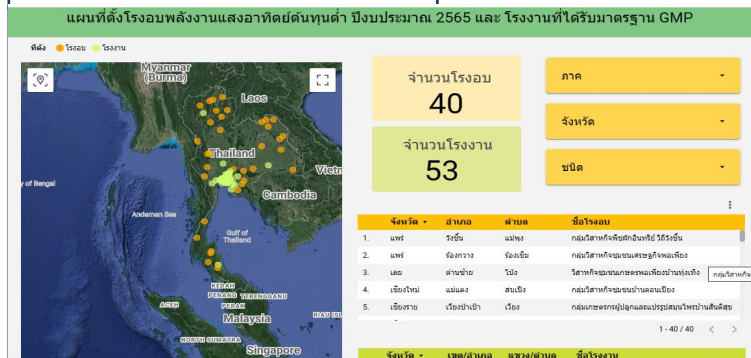 แผนที่ตั้งโรงอบพลังงานแสงอาทิตย์ต้นทุนต่ำ ปีงบประมาณ 2565 และ โรงงานที่ได้รับมาตรฐาน GMP
ที่ตั้ง โรงอบ โรงงาน
Myanmar
(Burma)
Laos
Thailand
Vietn
y of Bengal
Cambodia
Andaman Sea
Gulf of
Thailand
KEDAH
PENANG TERENGGANU
ACEH PERAK
Malaysia
RIAU ISL
NORTH SUMATRA
Singapore
จำนวนโรงอบ
40
จำนวนโรงงาน
53
ภาค
จังหวัด
ชนิด
จังหวัด อำเภอ ตำบล ชื่อโรงอบ
1. แพร่ วังชิ้น แม่พุง กลุ่มวิสาหกิจพืชผักอินทรีย์ วิถีวังชิ้น
2. แพร่ ร้องกวาง ร้องเข็ม กลุ่มวิสาหกิจชุมชนเศรษฐกิจพอเพียง
3. เลย ด่านซ้าย โป่ง วิสาหกิจชุมชนเกษตรพอเพียงบ้านทุ่งเทิง กลุ่มวิสาหกิจ
4. เชียงใหม่ แม่แตง สบเปิง กลุ่มวิสาหกิจชุมชนบ้านดอนเปียง
5. เชียงราย เวียงป่าเป้า เวียง กลุ่มเกษตรกรผู้ปลูกและแปรรูปสมุนไพรบ้านสันติสุข
1 - 40 / 40
จังหวัด เขต/อำเภอ แขวง/ตำบล ชื่อโรงงาน